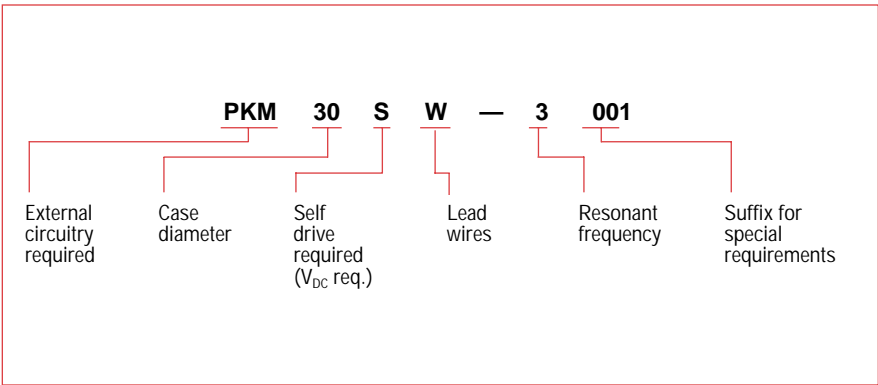 PKM 30 S W — 3 001
External
circuitry
required
Case
diameter
Self
drive
required
(V_DC req.)
Lead
wires
Resonant
frequency
Suffix for
special
requirements